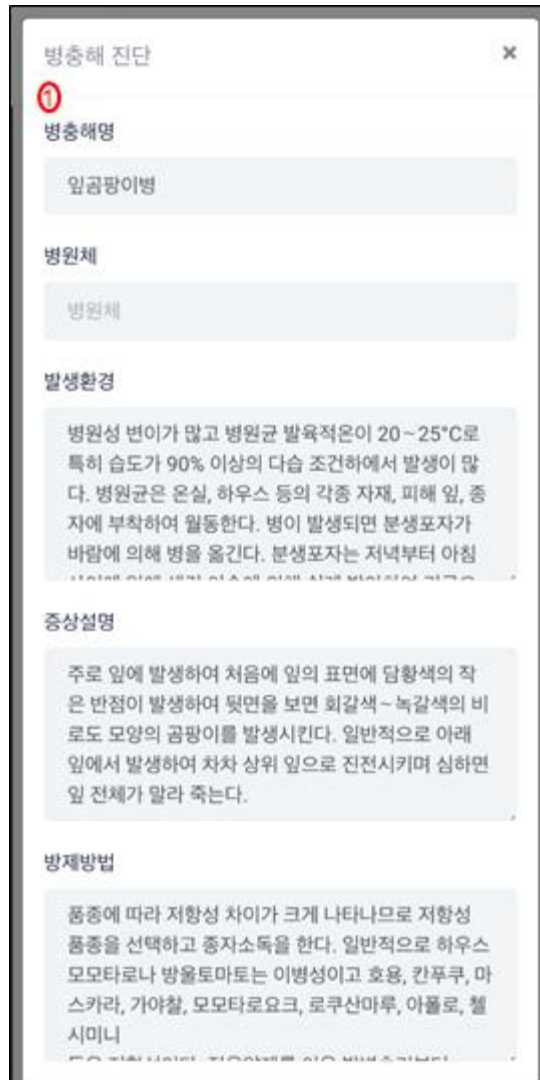 병충해 진단 ×
1
병충해명
잎곰팡이병
병원체
병원체
발생환경
병원성 변이가 많고 병원균 발육적온이 20~25°C로
특히 습도가 90% 이상의 다습 조건하에서 발생이 많
다. 병원균은 온실, 하우스 등의 각종 자재, 피해 잎, 종
자에 부착하여 월동한다. 병이 발생되면 분생포자가
바람에 의해 병을 옮긴다. 분생포자는 저녁부터 아침
증상설명
주로 잎에 발생하여 처음에 잎의 표면에 담황색의 작
은 반점이 발생하여 뒷면을 보면 회갈색~녹갈색의 비
로도 모양의 곰팡이를 발생시킨다. 일반적으로 아래
잎에서 발생하여 차차 상위 잎으로 진전시키며 심하면
잎 전체가 말라 죽는다.
방제방법
품종에 따라 저항성 차이가 크게 나타나므로 저항성
품종을 선택하고 종자소독을 한다. 일반적으로 하우스
모모타로나 방울토마토는 이병성이고 호용, 칸푸쿠, 마
스카라, 가야찰, 모모타로요크, 로쿠산마루, 아폴로, 첼
시미니